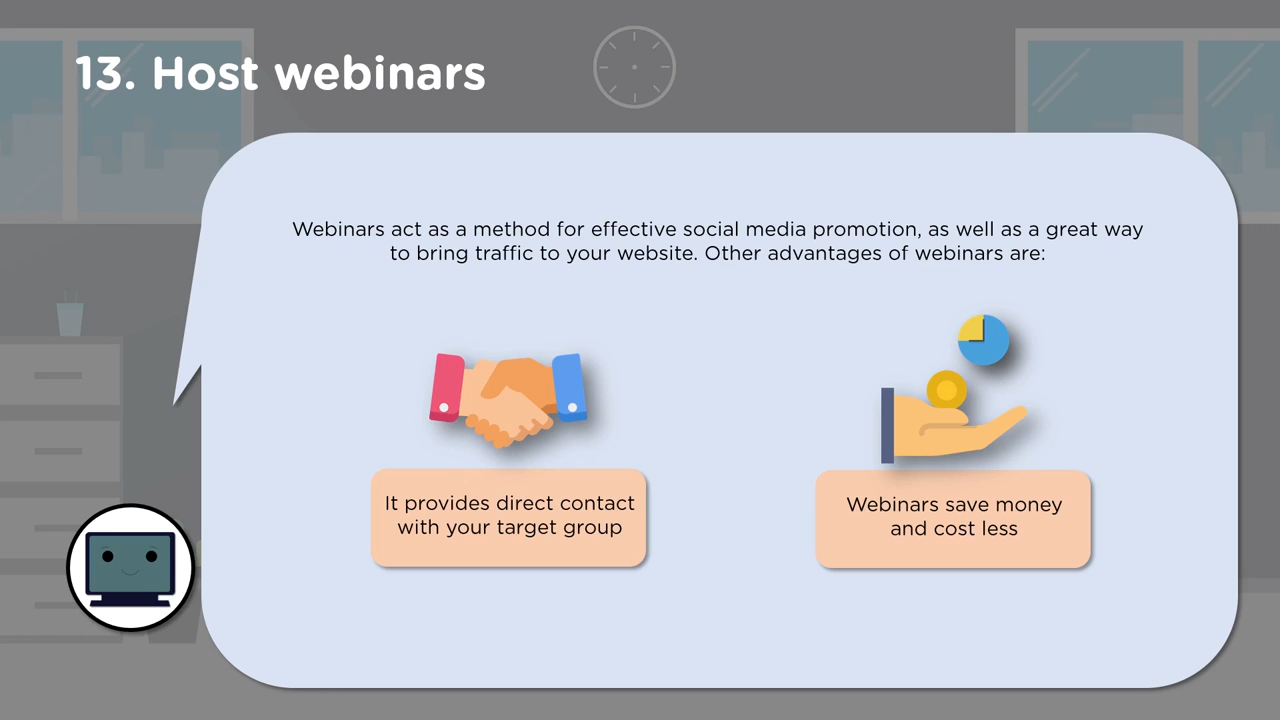 13. Host webinars
Webinars act as a method for effective social media promotion, as well as a great way
to bring traffic to your website. Other advantages of webinars are:
It provides direct contact
with your target group
Webinars save money
and cost less